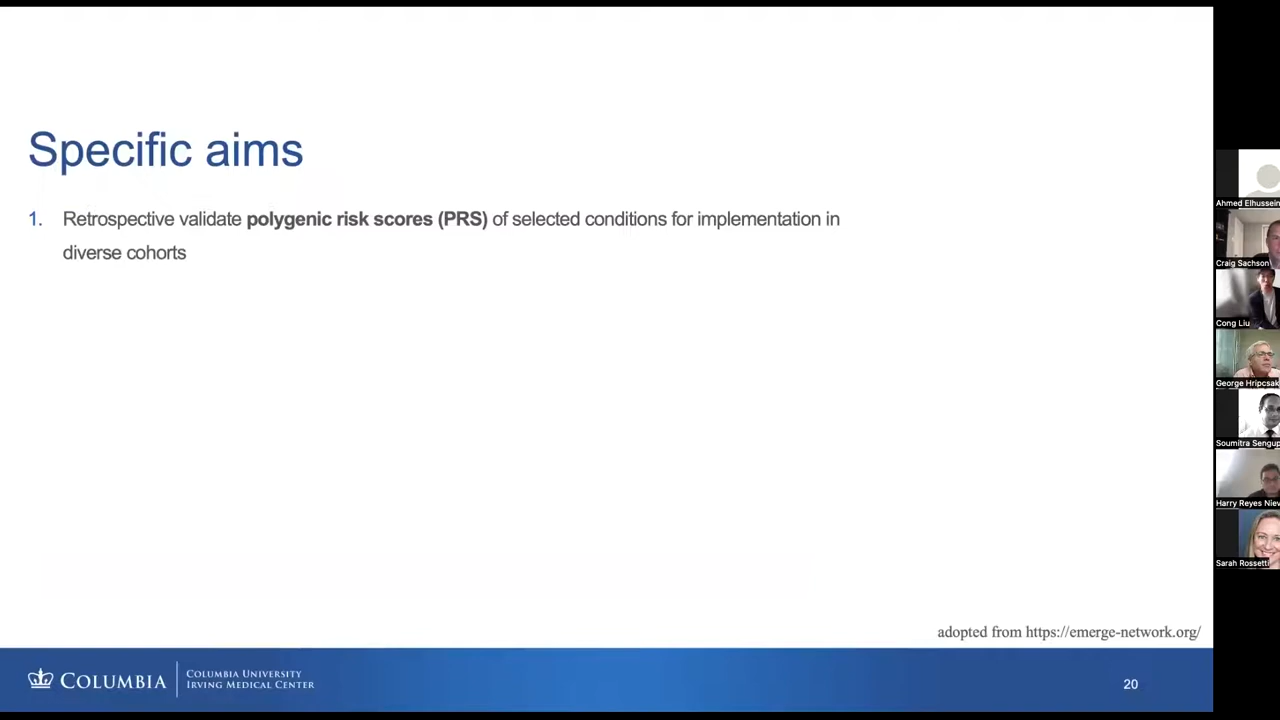 Specific aims
1. Retrospective validate polygenic risk scores (PRS) of selected conditions for implementation in
diverse cohorts
adopted from https://emerge-network.org/
COLUMBIA
COLUMBIA UNIVERSITY
IRVING MEDICAL CENTER
20
Ahmed Elhussein
Craig Sachson
Cong Liu
George Hripcsak
Soumitra Sengup
Harry Reyes Niev
Sarah Rossetti